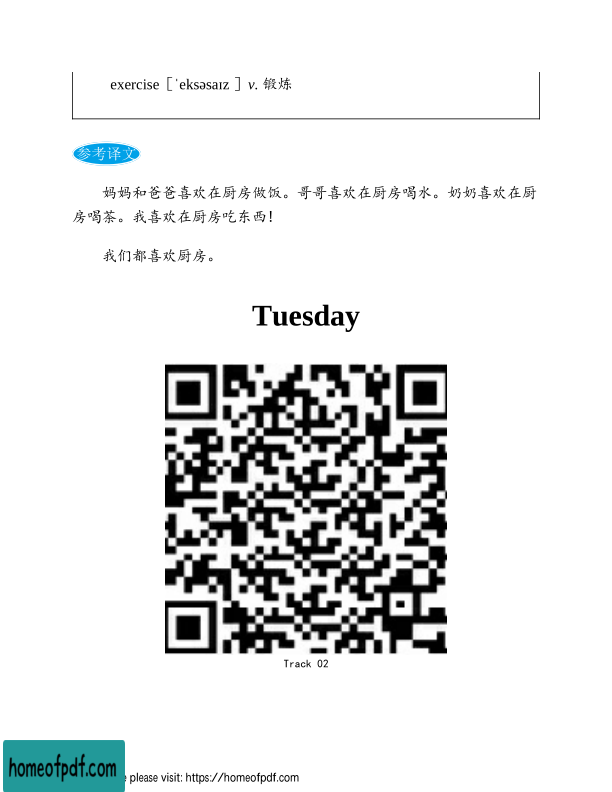 exercise［ˈeksəsaɪz ］v. 锻炼
参考译文
妈妈和爸爸喜欢在厨房做饭。哥哥喜欢在厨房喝水。奶奶喜欢在厨
房喝茶。我喜欢在厨房吃东西！
我们都喜欢厨房。
Tuesday
Track 02
homeofpdf.com
e please visit: https://homeofpdf.com